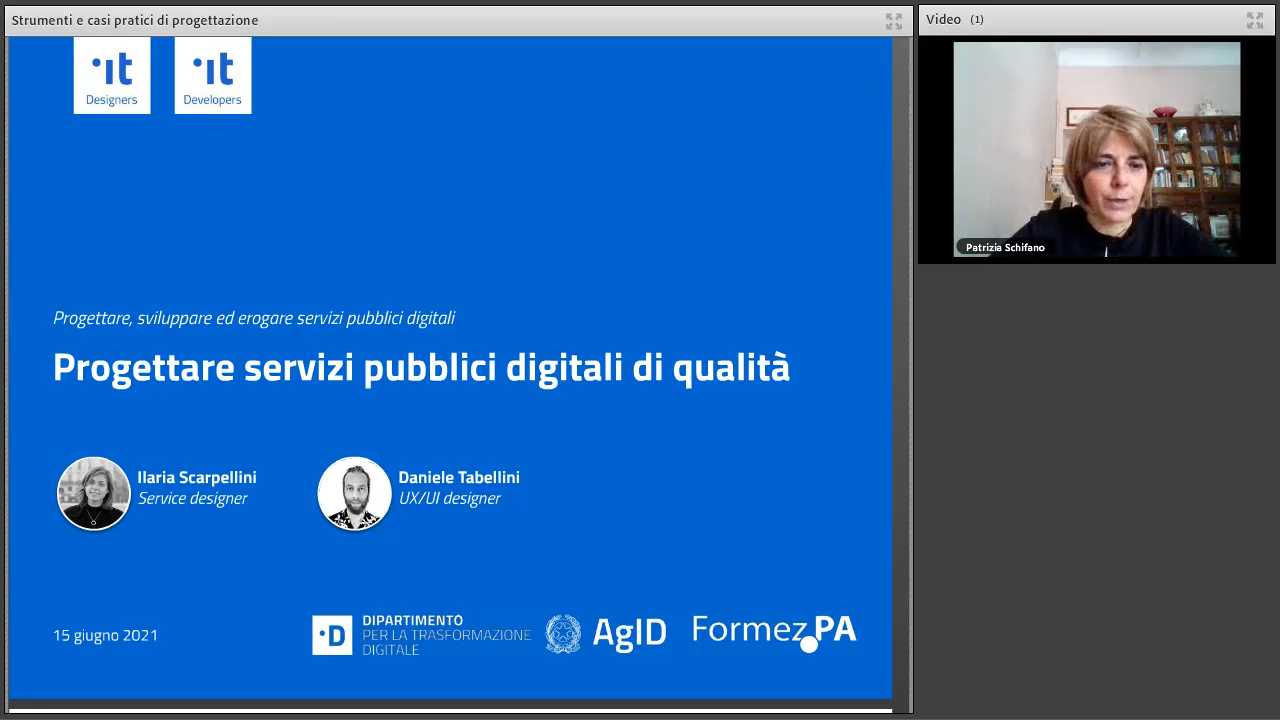 Strumenti e casi pratici di progettazione
Video (1)
·it
Designers
·it
Developers
Patrizia Schifano
Progettare, sviluppare ed erogare servizi pubblici digitali
Progettare servizi pubblici digitali di qualità
Ilaria Scarpellini
Service designer
Daniele Tabellini
UX/UI designer
15 giugno 2021
·D
DIPARTIMENTO
PER LA TRASFORMAZIONE
DIGITALE
AgID
Formez.PA